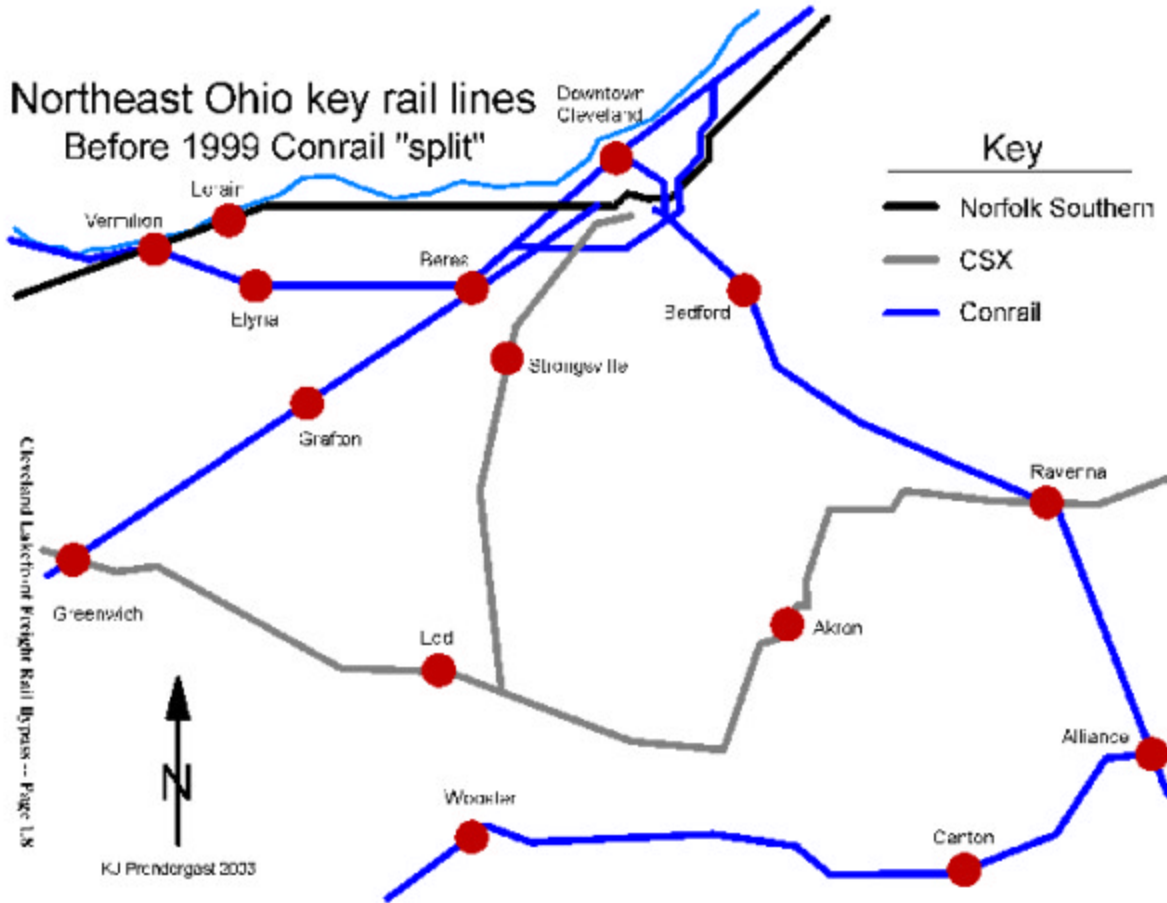 Northeast Ohio key rail lines
Before 1999 Conrail "split"
Downtown
Cleveland
Key
Norfolk Southern
CSX
Conrail
Lorain
Vermilion
Elyria
Berea
Bedford
Strongsville
Grafton
Ravenna
Greenwich
Lodi
Akron
Alliance
Wooster
Canton
N
KJ Prendergast 2003
Cleveland Lakefront Freight Rail Bypass -- Page 1.8